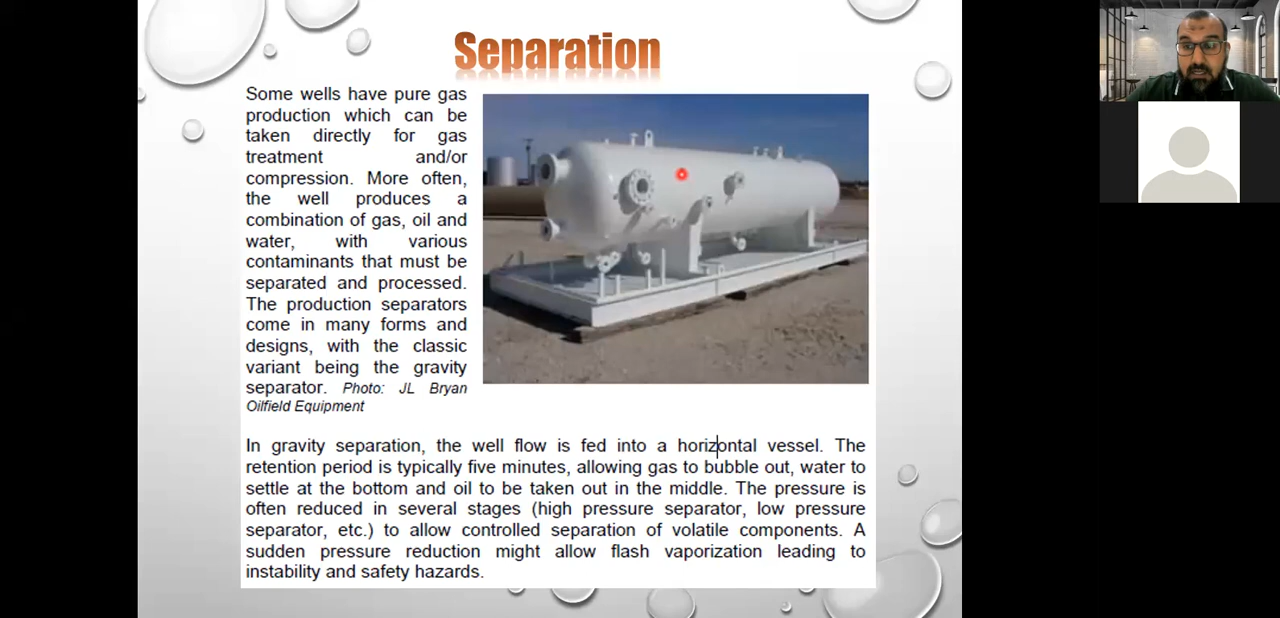 Separation
Some wells have pure gas
production which can be
taken directly for gas
treatment and/or
compression. More often,
the well produces a
combination of gas, oil and
water, with various
contaminants that must be
separated and processed.
The production separators
come in many forms and
designs, with the classic
variant being the gravity
separator. Photo: JL Bryan
Oilfield Equipment
In gravity separation, the well flow is fed into a horizontal vessel. The
retention period is typically five minutes, allowing gas to bubble out, water to
settle at the bottom and oil to be taken out in the middle. The pressure is
often reduced in several stages (high pressure separator, low pressure
separator, etc.) to allow controlled separation of volatile components. A
sudden pressure reduction might allow flash vaporization leading to
instability and safety hazards.